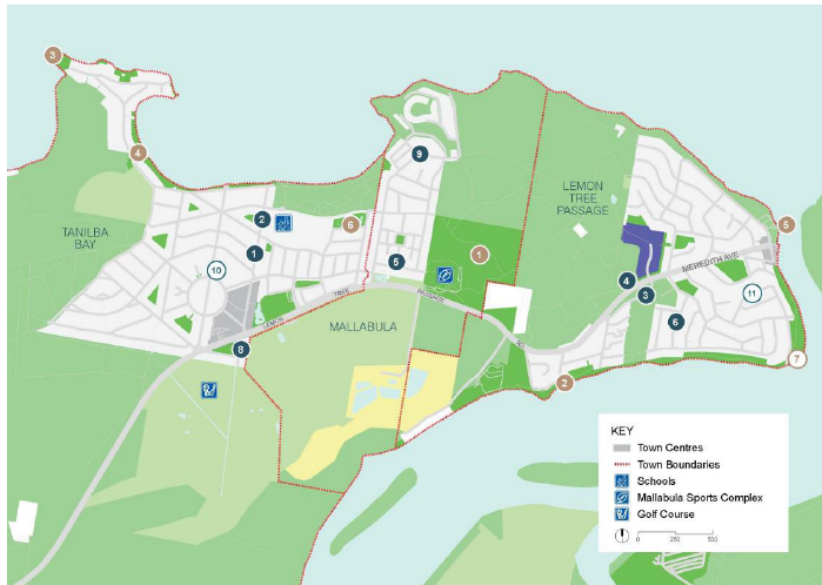 3
4
TANILBA
BAY
2
1
10
8
6
9
5
1
LEMON TREE PASSAGE RD
MALLABULA
LEMON
TREE
PASSAGE
MEREDITH AVE
5
4
3
11
6
2
7
KEY
Town Centres
Town Boundaries
Schools
Mallabula Sports Complex
Golf Course
0 250 500